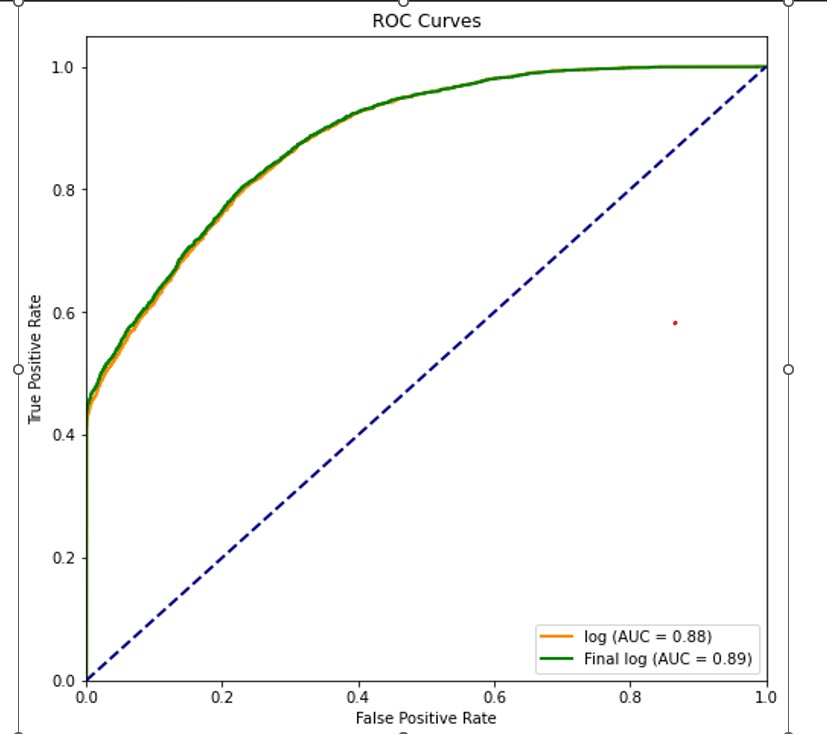 ROC Curves
True Positive Rate
1.0
0.8
0.6
0.4
0.2
0.0
0.0 0.2 0.4 0.6 0.8 1.0
False Positive Rate
log (AUC = 0.88)
Final log (AUC = 0.89)